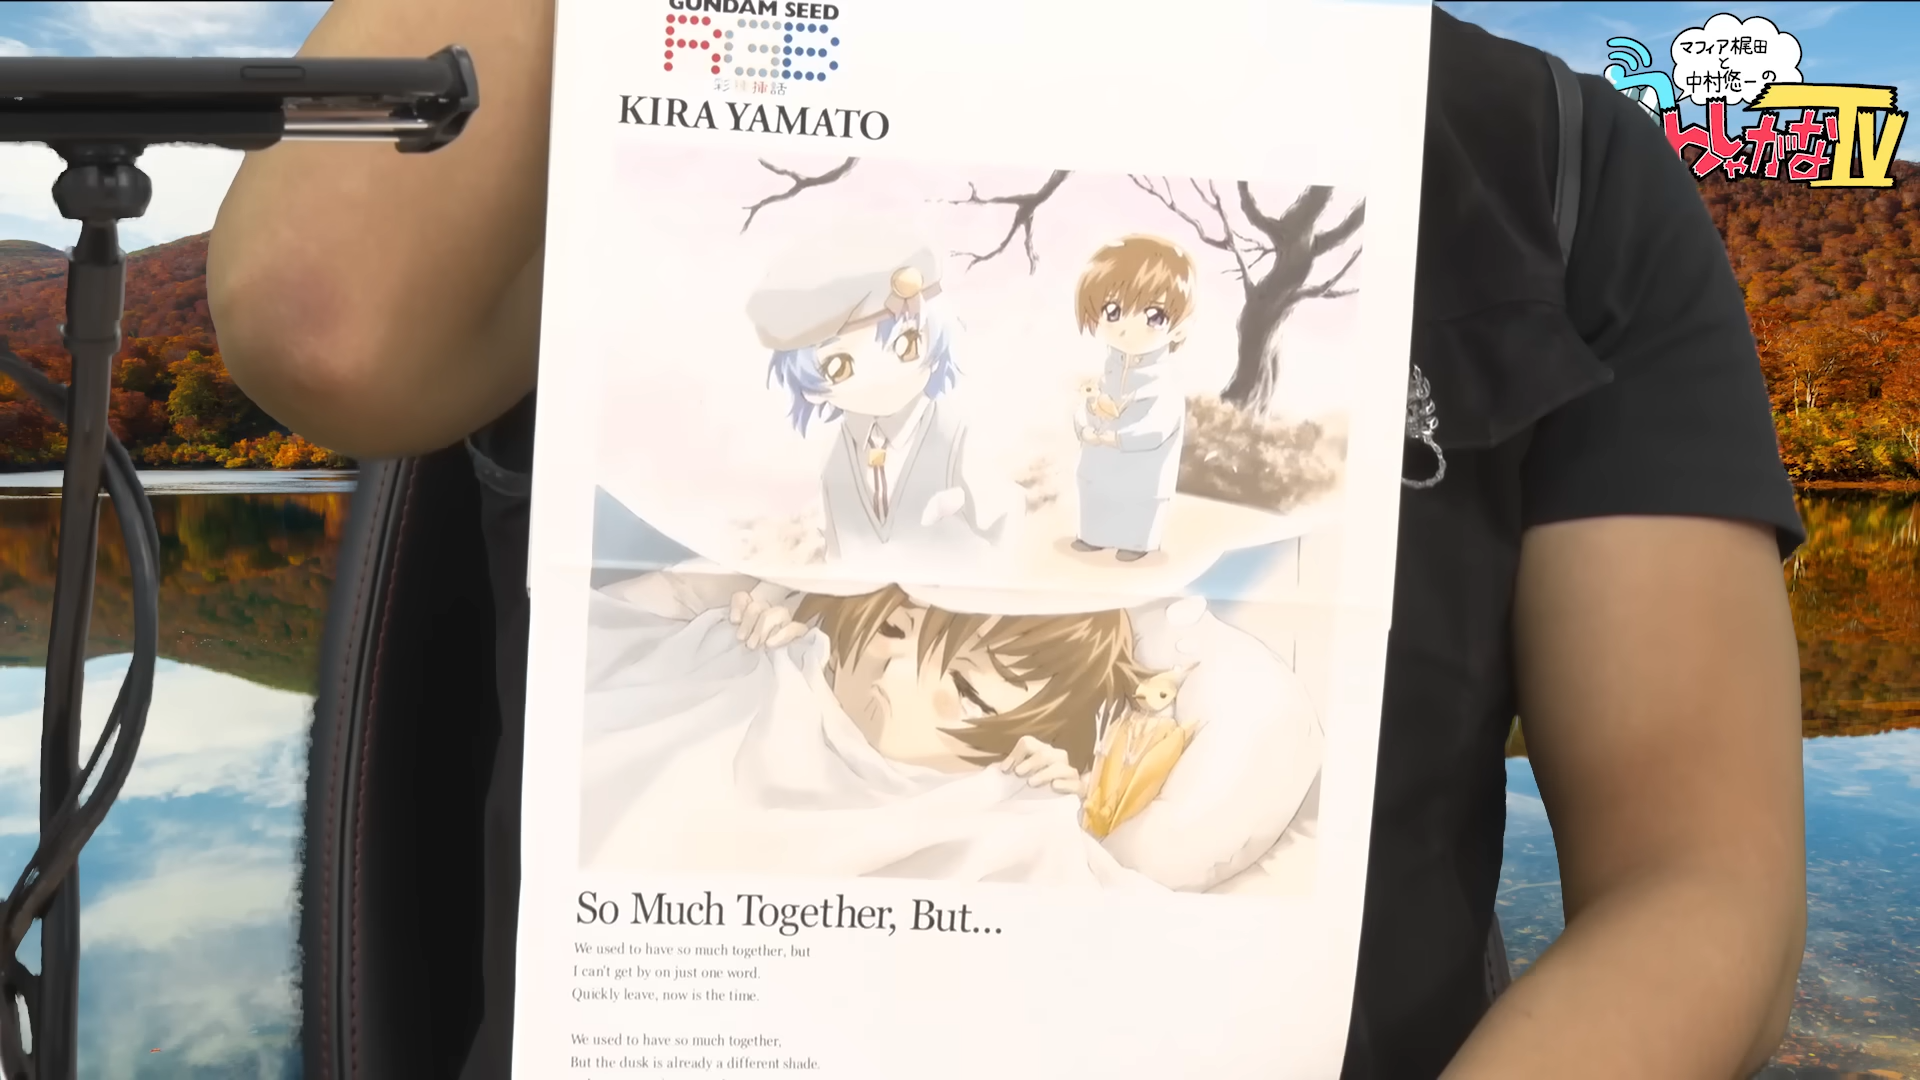 GUNDAM SEED
RGB
彩 挿話
KIRA YAMATO
マフィア梶田
と
中村悠一の
わしゃがなTV
So Much Together, But...
We used to have so much together, but
I can't get by on just one word.
Quickly leave, now is the time.
We used to have so much together,
But the dusk is already a different shade.